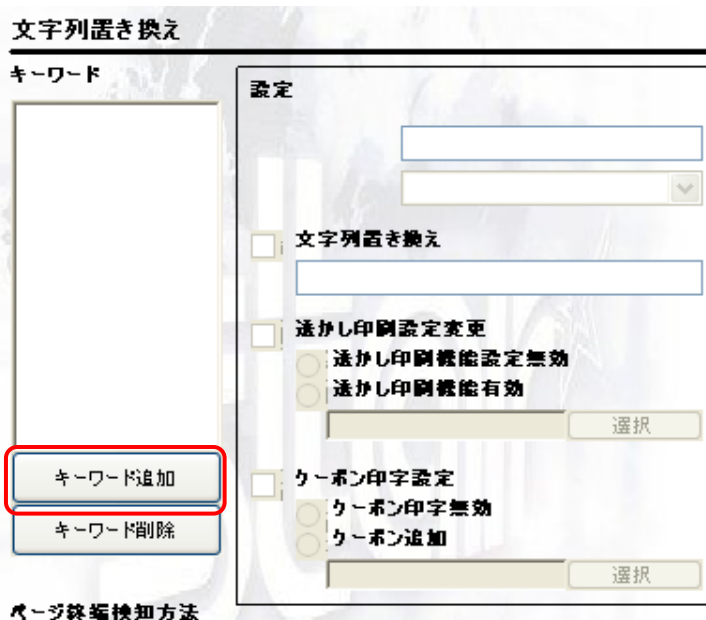 文字列置き換え
キーワード
設定
文字列置き換え
透かし印刷設定変更
透かし印刷機能設定無効
透かし印刷機能有効
選択
キーワード追加
キーワード削除
クーポン印字設定
クーポン印字無効
クーポン追加
選択
ページ終端検知方法